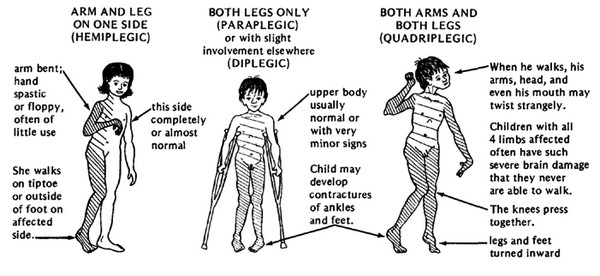 ARM AND LEG
ON ONE SIDE
(HEMIPLEGIC)
arm bent;
hand
spastic
or floppy,
often of
little use
this side
completely
or almost
normal
She walks
on tiptoe
or outside
of foot on
affected
side.
BOTH LEGS ONLY
(PARAPLEGIC)
or with slight
involvement elsewhere
(DIPLEGIC)
upper body
usually
normal or
with very
minor signs
Child may
develop
contractures
of ankles
and feet.
BOTH ARMS AND
BOTH LEGS
(QUADRIPLEGIC)
When he walks, his
arms, head, and
even his mouth may
twist strangely.
Children with all
4 limbs affected
often have such
severe brain damage
that they never
are able to walk.
The knees press
together.
legs and feet
turned inward